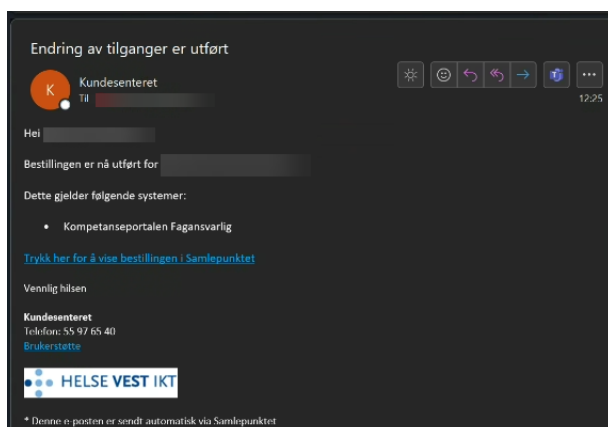 Endring av tilganger er utført
K
Kundesenteret
Til
12:25
Hei
Bestillingen er nå utført for
Dette gjelder følgende systemer:
• Kompetanseportalen Fagansvarlig
Trykk her for å vise bestillingen i Samlepunktet
Vennlig hilsen
Kundesenteret
Telefon: 55 97 65 40
Brukerstøtte
HELSE VEST IKT
* Denne e-posten er sendt automatisk via Samlepunktet